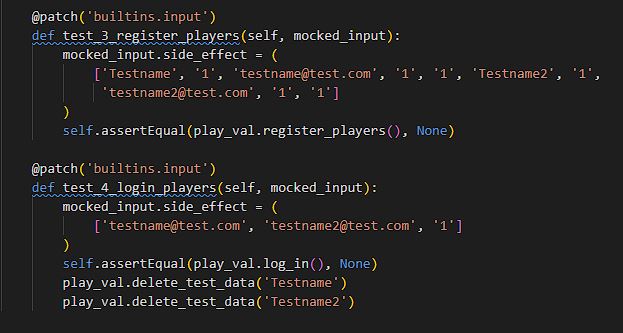 @patch('builtins.input')
def test_3_register_players(self, mocked_input):
mocked_input.side_effect = (
['Testname', '1', 'testname@test.com', '1', '1', 'Testname2', '1',
'testname2@test.com', '1', '1']
)
self.assertEqual(play_val.register_players(), None)
@patch('builtins.input')
def test_4_login_players(self, mocked_input):
mocked_input.side_effect = (
['testname@test.com', 'testname2@test.com', '1']
)
self.assertEqual(play_val.log_in(), None)
play_val.delete_test_data('Testname')
play_val.delete_test_data('Testname2')